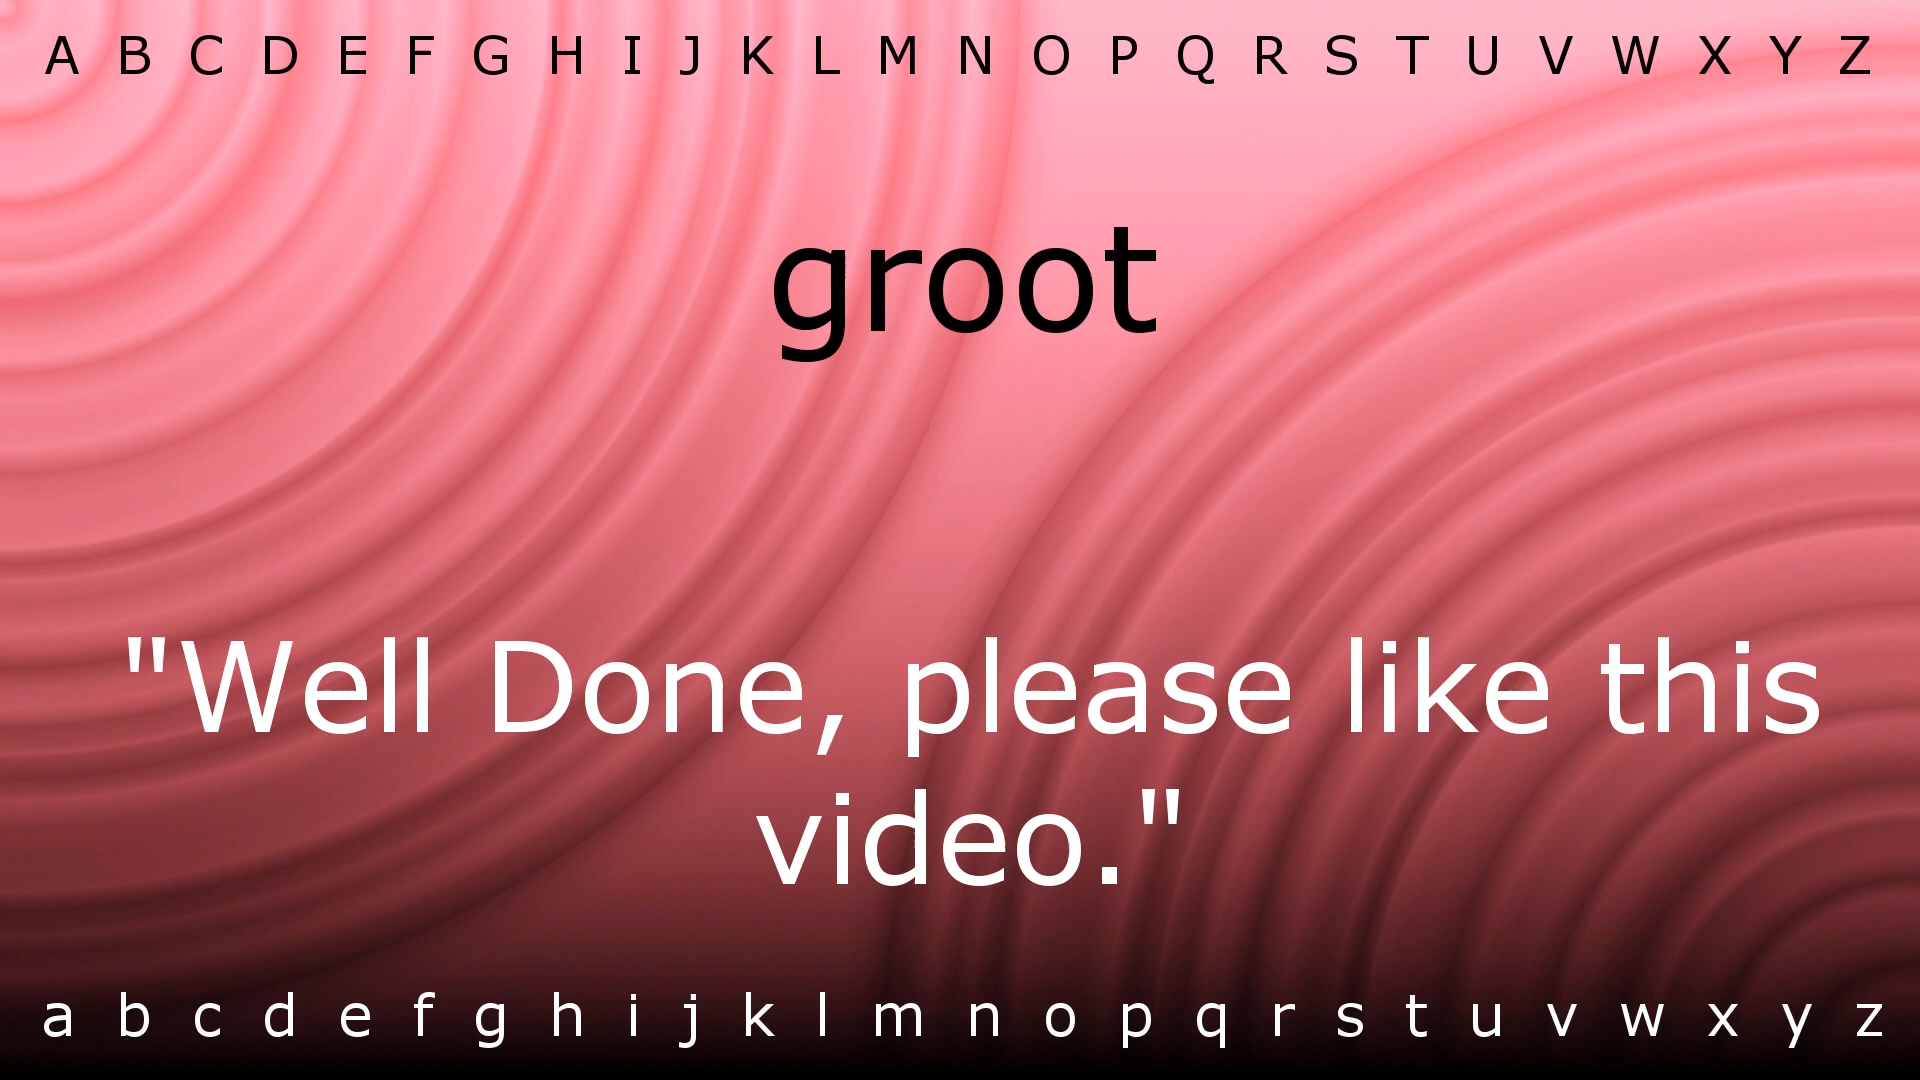 A B C D E F G H I J K L M N O P Q R S T U V W X Y Z
groot
"Well Done, please like this
video."
a b c d e f g h i j k l m n o p q r s t u v w x y z